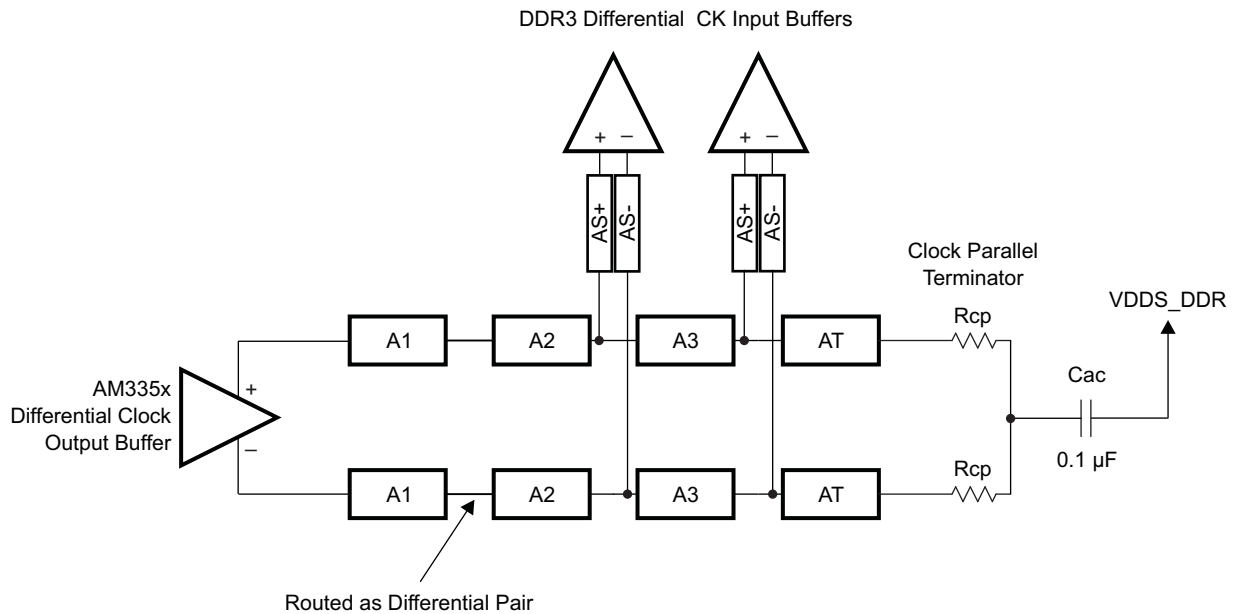 DDR3 Differential CK Input Buffers
+ − + −
AS+ AS- AS+ AS-
Clock Parallel
Terminator
VDDS_DDR
Rcp
A1 A2 A3 AT
Cac
AM335x
Differential Clock
Output Buffer
+
−
0.1 µF
Rcp
A1 A2 A3 AT
Routed as Differential Pair